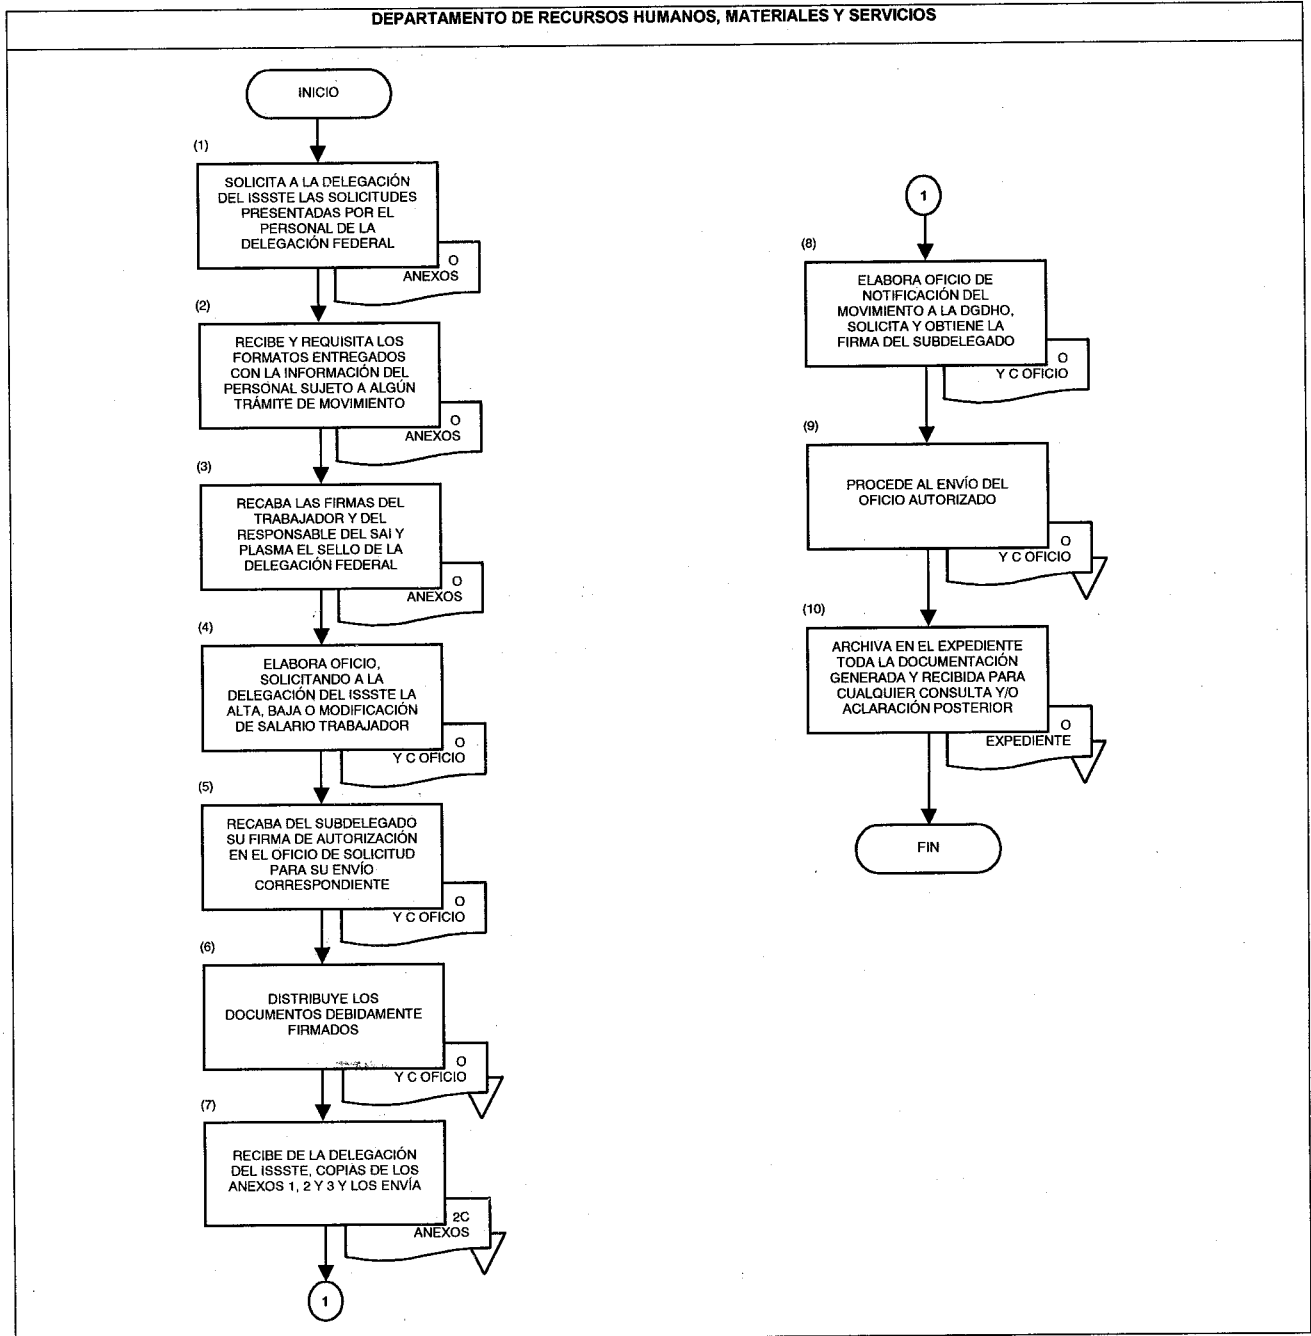 DEPARTAMENTO DE RECURSOS HUMANOS, MATERIALES Y SERVICIOS
INICIO
(1)
SOLICITA A LA DELEGACIÓN
DEL ISSSTE LAS SOLICITUDES
PRESENTADAS POR EL
PERSONAL DE LA
DELEGACIÓN FEDERAL
O
ANEXOS
(2)
RECIBE Y REQUISITA LOS
FORMATOS ENTREGADOS
CON LA INFORMACIÓN DEL
PERSONAL SUJETO A ALGÚN
TRÁMITE DE MOVIMIENTO
O
ANEXOS
(3)
RECABA LAS FIRMAS DEL
TRABAJADOR Y DEL
RESPONSABLE DEL SAI Y
PLASMA EL SELLO DE LA
DELEGACIÓN FEDERAL
O
ANEXOS
(4)
ELABORA OFICIO,
SOLICITANDO A LA
DELEGACIÓN DEL ISSSTE LA
ALTA, BAJA O MODIFICACIÓN
DE SALARIO TRABAJADOR
O
Y C OFICIO
(5)
RECABA DEL SUBDELEGADO
SU FIRMA DE AUTORIZACIÓN
EN EL OFICIO DE SOLICITUD
PARA SU ENVÍO
CORRESPONDIENTE
O
Y C OFICIO
(6)
DISTRIBUYE LOS
DOCUMENTOS DEBIDAMENTE
FIRMADOS
O
Y C OFICIO
(7)
RECIBE DE LA DELEGACIÓN
DEL ISSSTE, COPIAS DE LOS
ANEXOS 1, 2 Y 3 Y LOS ENVÍA
2C
ANEXOS
1
1
(8)
ELABORA OFICIO DE
NOTIFICACIÓN DEL
MOVIMIENTO A LA DGDHO,
SOLICITA Y OBTIENE LA
FIRMA DEL SUBDELEGADO
O
Y C OFICIO
(9)
PROCEDE AL ENVÍO DEL
OFICIO AUTORIZADO
O
Y C OFICIO
(10)
ARCHIVA EN EL EXPEDIENTE
TODA LA DOCUMENTACIÓN
GENERADA Y RECIBIDA PARA
CUALQUIER CONSULTA Y/O
ACLARACIÓN POSTERIOR
O
EXPEDIENTE
FIN